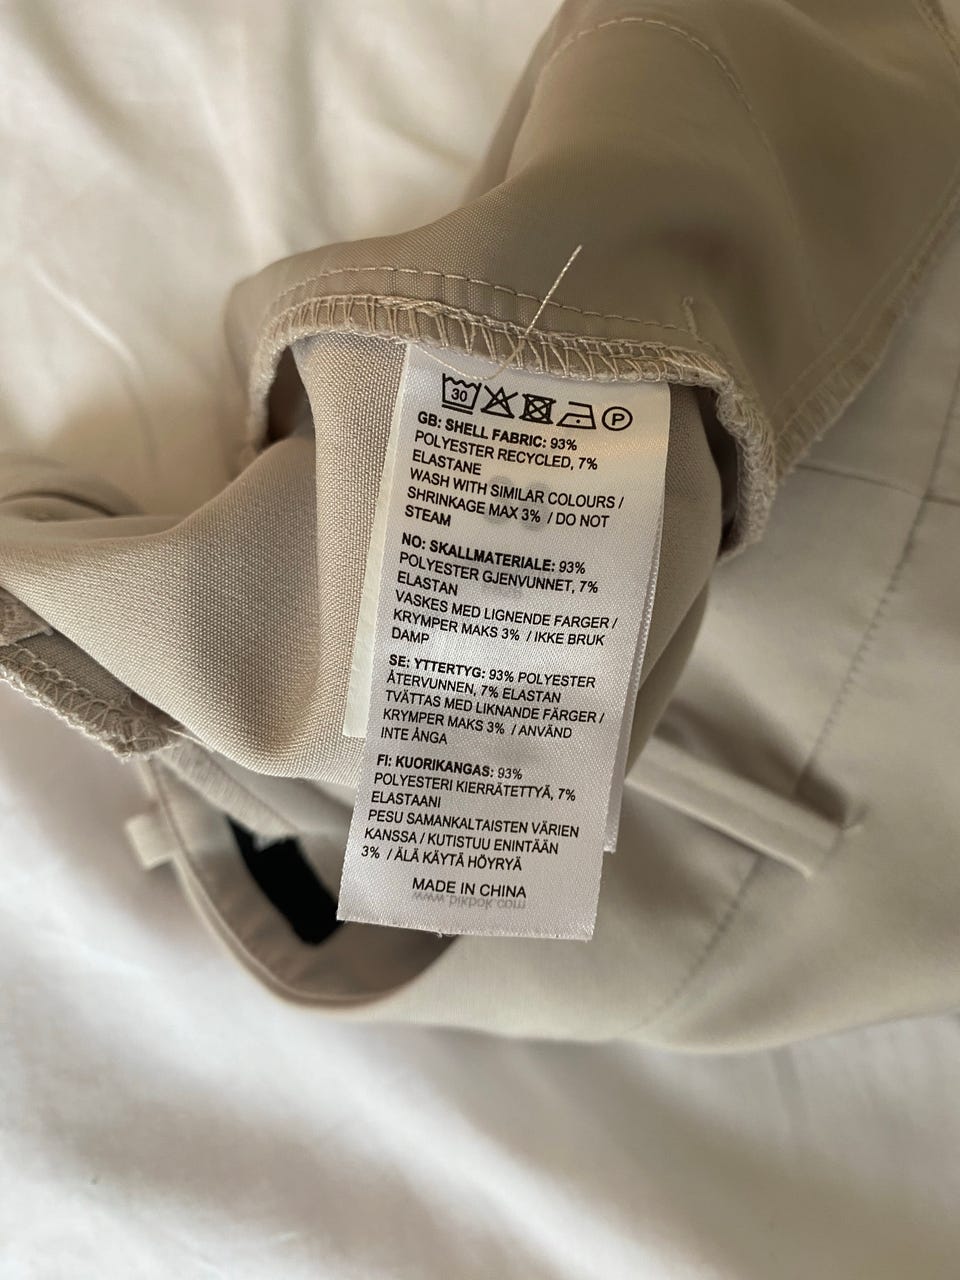 30 P
GB: SHELL FABRIC: 93%
POLYESTER RECYCLED, 7%
ELASTANE
WASH WITH SIMILAR COLOURS /
SHRINKAGE MAX 3% / DO NOT
STEAM
NO: SKALLMATERIALE: 93%
POLYESTER GJENVUNNET, 7%
ELASTAN
VASKES MED LIGNENDE FARGER /
KRYMPER MAKS 3% / IKKE BRUK
DAMP
SE: YTTERTYG: 93% POLYESTER
ÅTERVUNNEN, 7% ELASTAN
TVÄTTAS MED LIKNANDE FÄRGER /
KRYMPER MAKS 3% / ANVÄND
INTE ÅNGA
FI: KUORIKANGAS: 93%
POLYESTERI KIERRÄTETTYÄ, 7%
ELASTAANI
PESU SAMANKALTAISTEN VÄRIEN
KANSSA / KUTISTUU ENINTÄÄN
3% / ÄLÄ KÄYTÄ HÖYRYÄ
MADE IN CHINA
www.pikpok.com